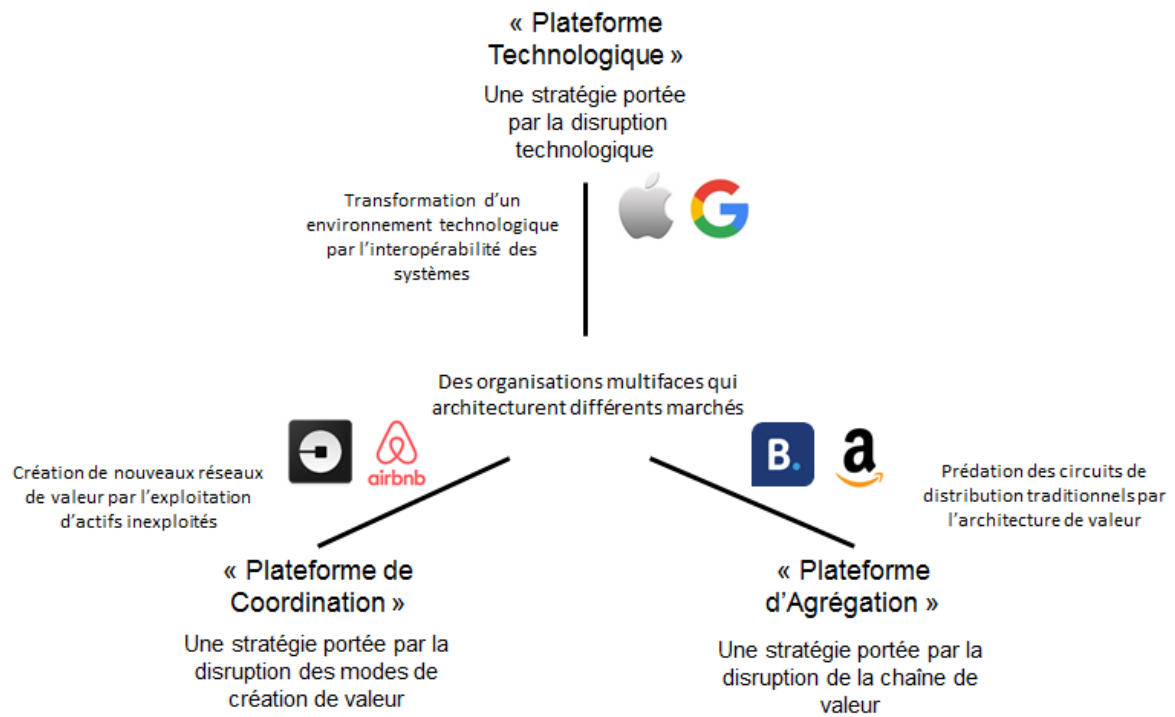 « Plateforme
Technologique »
Une stratégie portée
par la disruption
technologique
Transformation d’un
environnement technologique
par l’interopérabilité des
systèmes
Des organisations multifaces qui
architecturent différents marchés
airbnb
B.
a
Création de nouveaux réseaux
de valeur par l’exploitation
d’actifs inexploités
Prédation des circuits de
distribution traditionnels par
l’architecture de valeur
« Plateforme de
Coordination »
Une stratégie portée par la
disruption des modes de
création de valeur
« Plateforme
d’Agrégation »
Une stratégie portée par la
disruption de la chaîne de
valeur